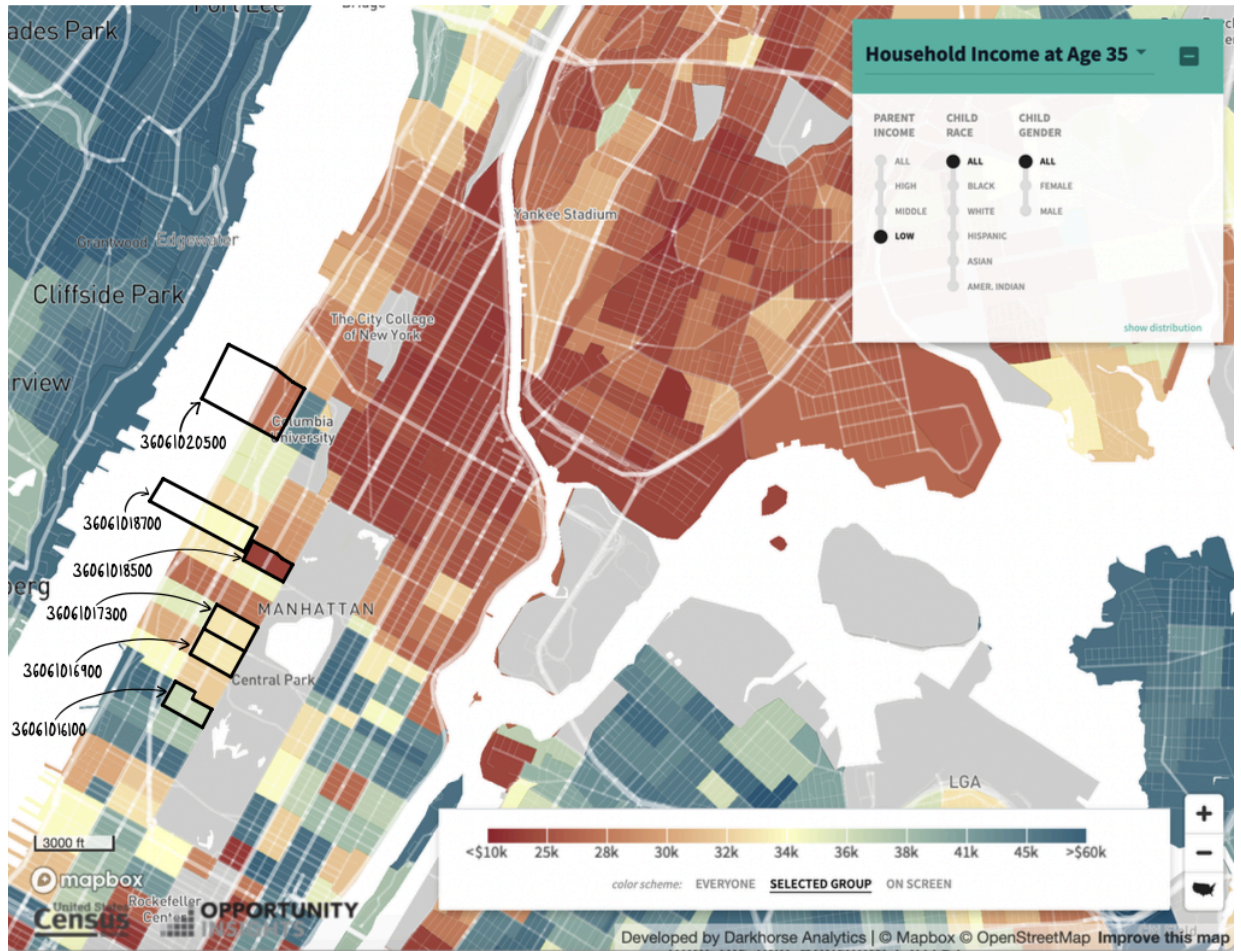 ades Park
Fort Lee
Bridge
Household Income at Age 35
PARENT INCOME
CHILD RACE
CHILD GENDER
ALL
HIGH
MIDDLE
LOW
ALL
BLACK
WHITE
HISPANIC
ASIAN
AMER. INDIAN
ALL
FEMALE
MALE
show distribution
Yankee Stadium
Grantwood
Edgewater
Cliffside Park
The City College
of New York
rview
Columbia
University
36061020500
36061018700
36061018500
erg
MANHATTAN
36061017300
36061016900
Central Park
36061016100
LGA
3000 ft
<$10k 25k 28k 30k 32k 34k 36k 38k 41k 45k >$60k
color scheme: EVERYONE SELECTED GROUP ON SCREEN
mapbox
United States
Census
Rockefeller
Cen
OPPORTUNITY
INSIGHTS
+
−
Developed by Darkhorse Analytics | © Mapbox © OpenStreetMap Improve this map